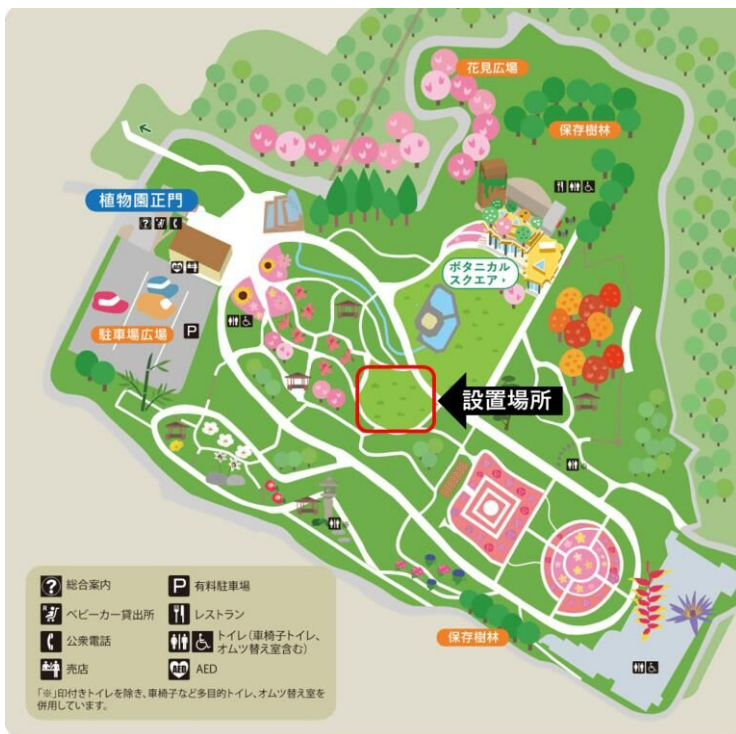 花見広場
保存樹林
植物園正門
ボタニカル
スクエア
駐車場広場
P
設置場所
保存樹林
? 総合案内
P 有料駐車場
ベビーカー貸出所
レストラン
公衆電話
トイレ(車椅子トイレ、
オムツ替え室含む)
売店
AED AED
「※」印付きトイレを除き、車椅子など多目的トイレ、オムツ替え室を
併用しています。